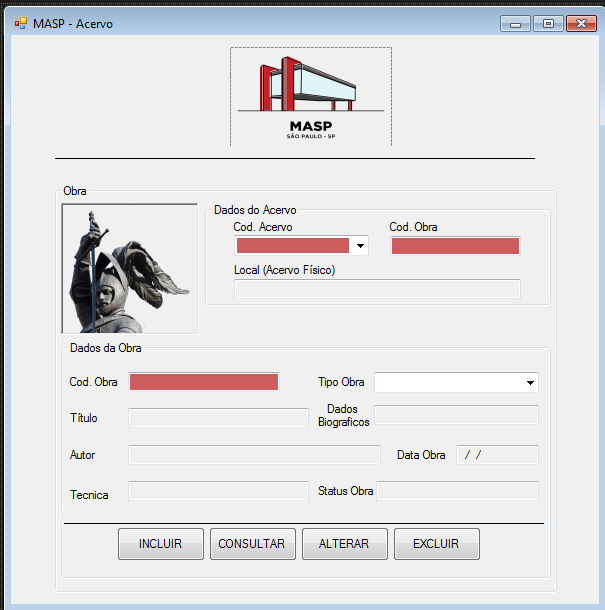 MASP - Acervo
MASP
SÃO PAULO - SP
Obra
Dados do Acervo
Cod. Acervo
Cod. Obra
Local (Acervo Físico)
Dados da Obra
Cod. Obra
Tipo Obra
Título
Dados
Biograficos
Autor
Data Obra
/ /
Tecnica
Status Obra
INCLUIR
CONSULTAR
ALTERAR
EXCLUIR